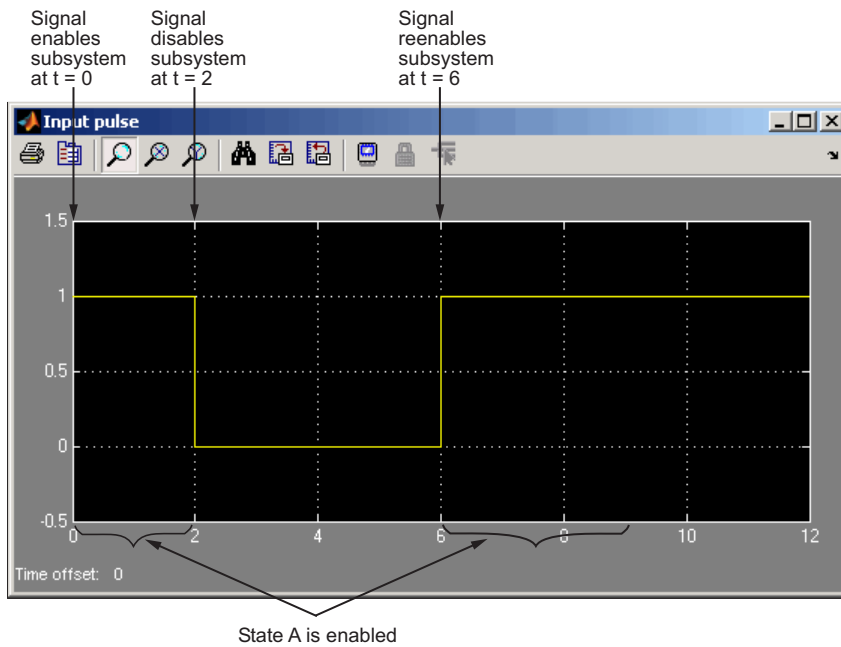 Signal
enables
subsystem
at t = 0
Signal
disables
subsystem
at t = 2
Signal
reenables
subsystem
at t = 6
Input pulse
1.5
1
0.5
0
-0.5
0 2 4 6 8 10 12
Time offset: 0
State A is enabled